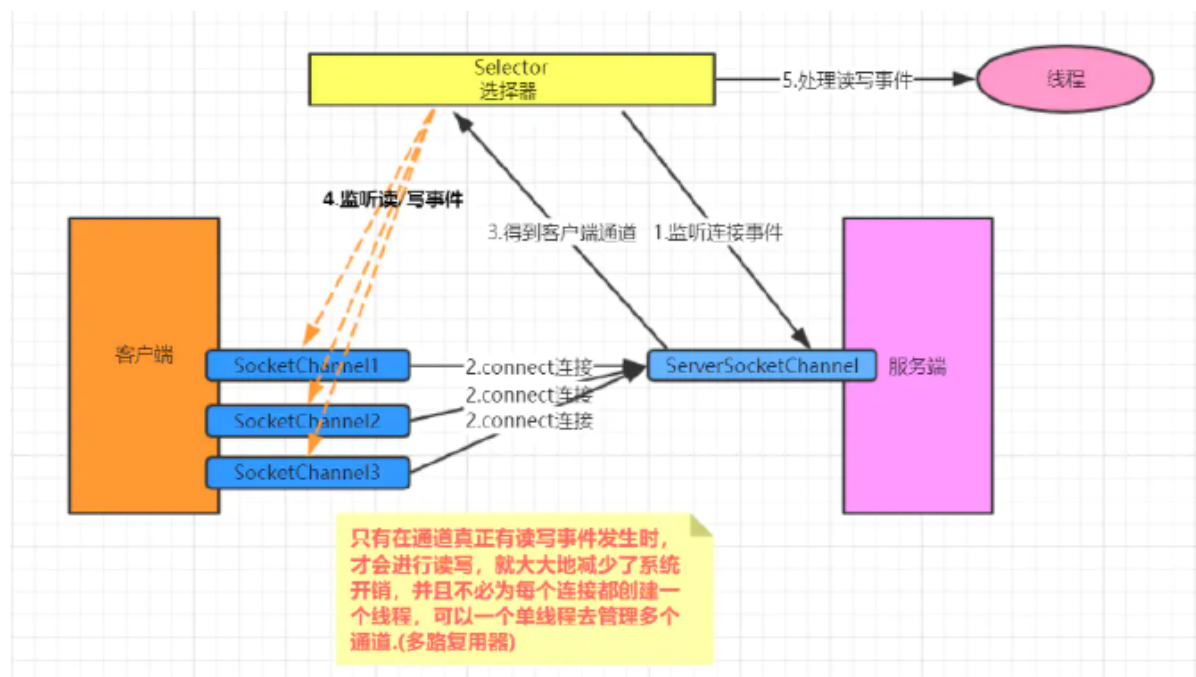 Selector
选择器
5.处理读写事件
线程
4.监听读/写事件
3.得到客户端通道
1.监听连接事件
客户端
SocketChannel1
2.connect连接
ServerSocketChannel
服务端
2.connect连接
SocketChannel2
2.connect连接
SocketChannel3
只有在通道真正有读写事件发生时，
才会进行读写，就大大地减少了系统
开销，并且不必为每个连接都创建一
个线程，可以一个单线程去管理多个
通道.(多路复用器)